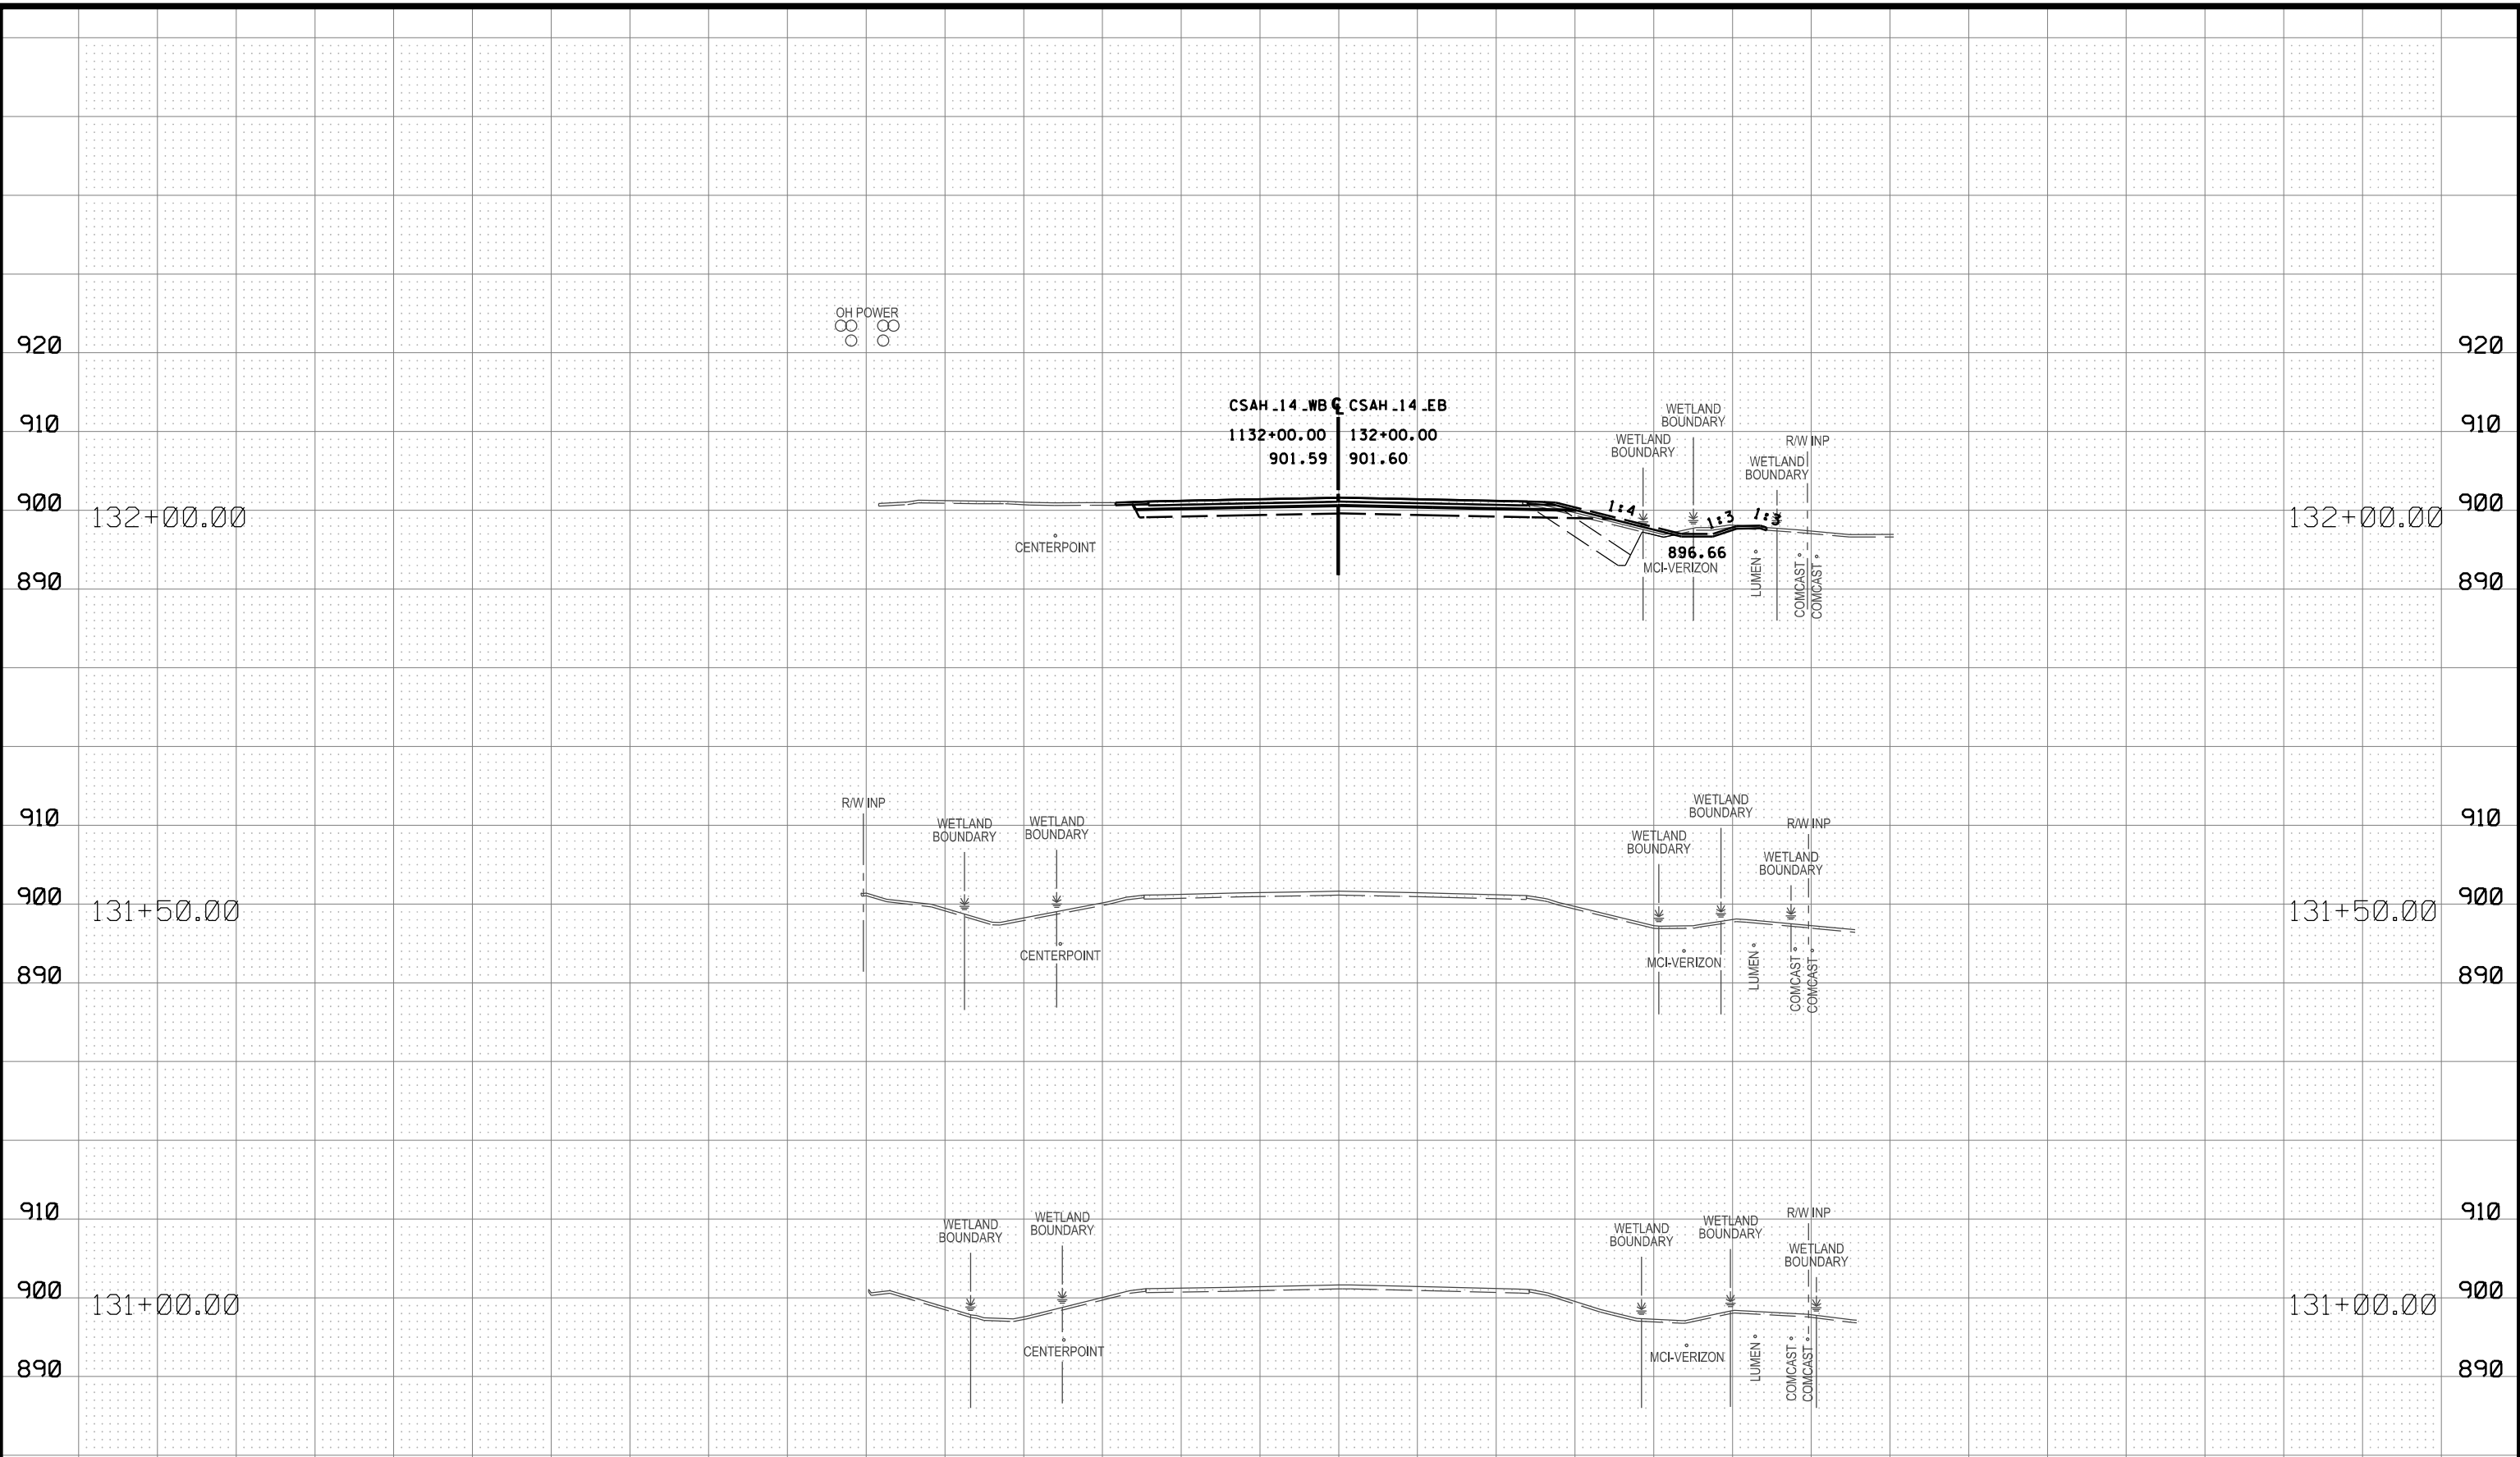 OH POWER
920 920
CSAH_14_WB ℄ CSAH_14_EB
910 910
1132+00.00 132+00.00
901.59 901.60
WETLAND
BOUNDARY
WETLAND
BOUNDARY
R/W INP
WETLAND
BOUNDARY
900 900
132+00.00 132+00.00
1:4
1:3
1:3
CENTERPOINT
896.66
MCI-VERIZON
LUMEN
COMCAST
COMCAST
890 890
R/W INP
910 910
WETLAND
BOUNDARY
WETLAND
BOUNDARY
WETLAND
BOUNDARY
WETLAND
BOUNDARY
R/W INP
WETLAND
BOUNDARY
900 900
131+50.00 131+50.00
CENTERPOINT
MCI-VERIZON
LUMEN
COMCAST
COMCAST
890 890
910 910
WETLAND
BOUNDARY
WETLAND
BOUNDARY
WETLAND
BOUNDARY
WETLAND
BOUNDARY
R/W INP
WETLAND
BOUNDARY
900 900
131+00.00 131+00.00
CENTERPOINT
MCI-VERIZON
LUMEN
COMCAST
COMCAST
890 890